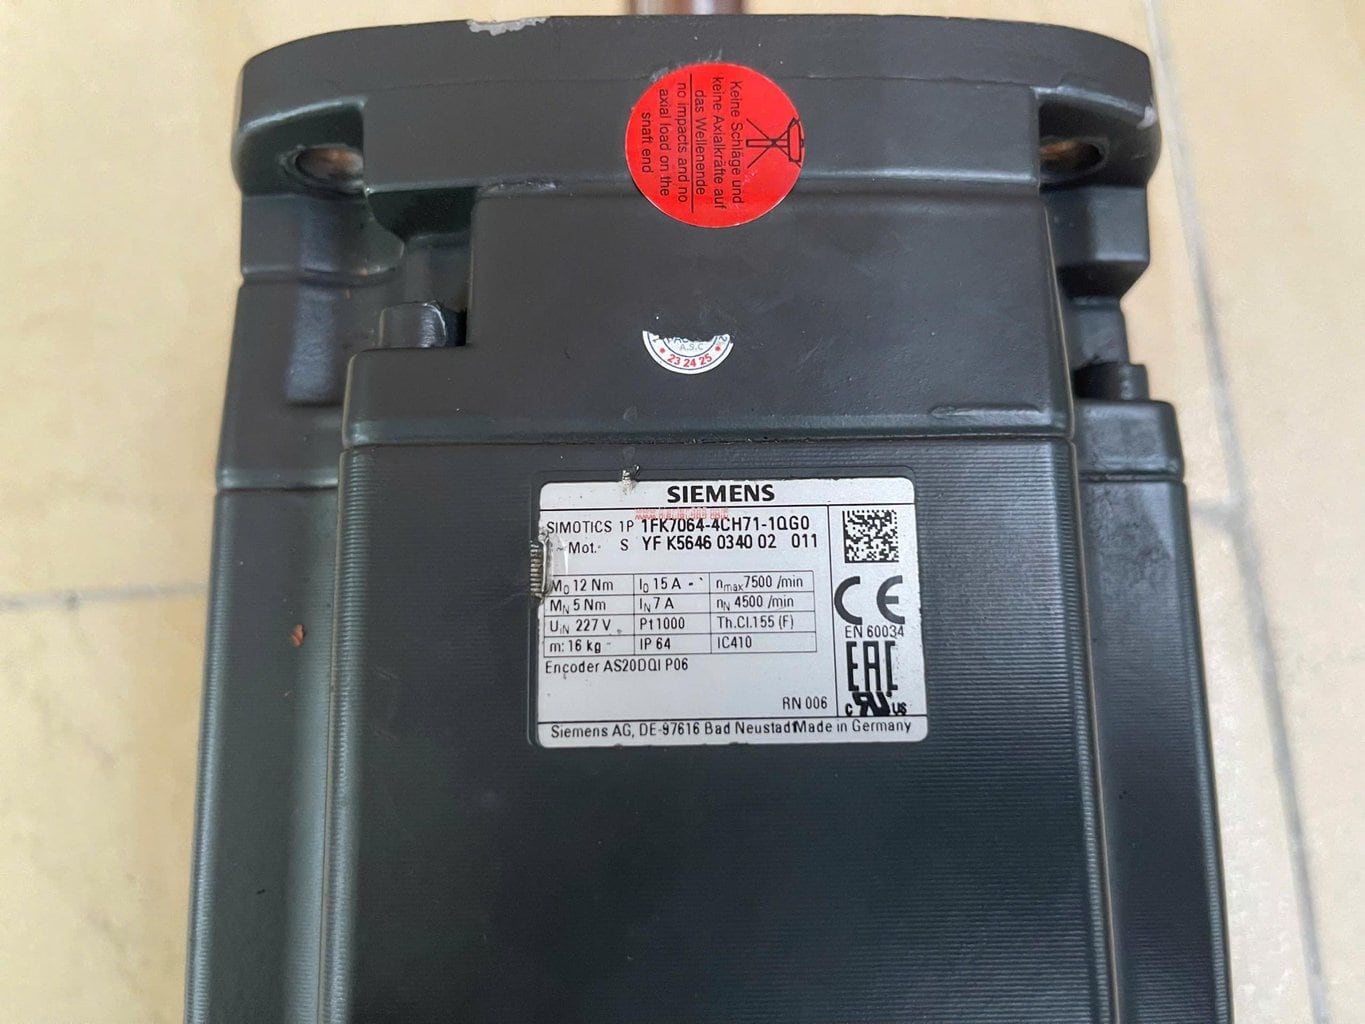 Keine Schläge und
keine Axialkräfte auf
das Wellenende
no impacts and no
axial load on the
shaft end
A.S.C
23 24 25
SIEMENS
SIMOTICS 1P 1FK7064-4CH71-1QG0
~Mot. S YF K5646 0340 02 011
M0 12 Nm I0 15 A nmax 7500 /min
MN 5 Nm IN 7 A nN 4500 /min
UIN 227 V Pt1000 Th.Cl.155 (F)
m: 16 kg IP 64 IC410
Encoder AS20DQI P06
RN 006
CE
EN 60034
EAC
c RU us
Siemens AG, DE-97616 Bad Neustadt Made in Germany